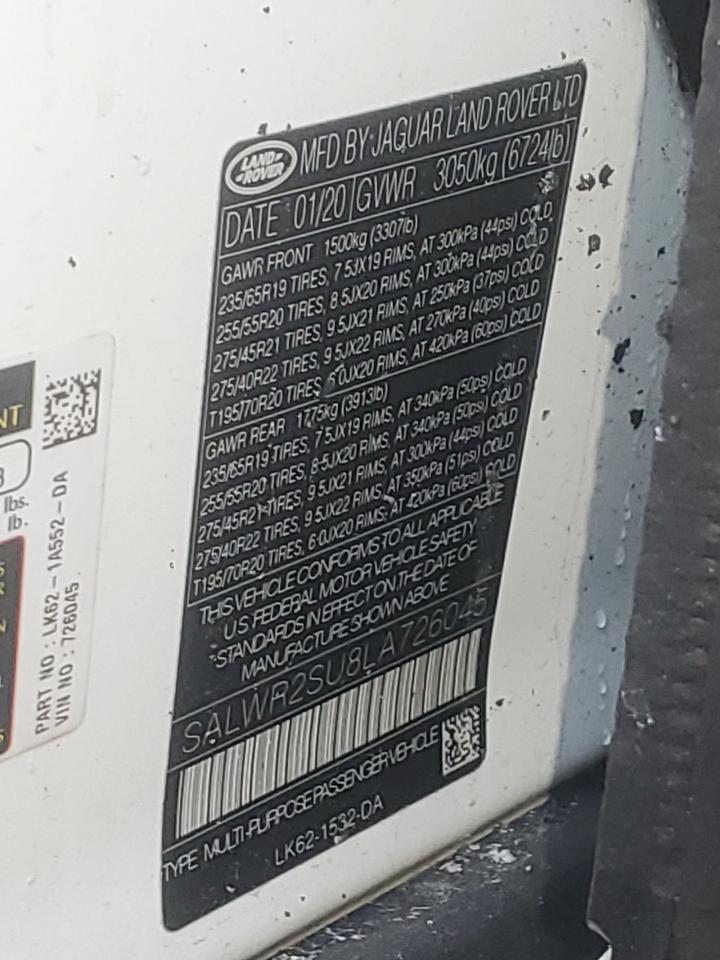 LAND
ROVER
MFD BY JAGUAR LAND ROVER LTD
DATE 01/20 GVWR 3050kg (6724lb)
GAWR FRONT 1500kg (3307lb)
235/65R19 TIRES, 7.5JX19 RIMS, AT 300kPa (44psi) COLD
255/55R20 TIRES, 8.5JX20 RIMS, AT 300kPa (44psi) COLD
275/45R21 TIRES, 9.5JX21 RIMS, AT 250kPa (37psi) COLD
275/40R22 TIRES, 9.5JX22 RIMS, AT 270kPa (40psi) COLD
T195/70R20 TIRES, 6.0JX20 RIMS, AT 420kPa (60psi) COLD
GAWR REAR 1775kg (3913lb)
235/65R19 TIRES, 7.5JX19 RIMS, AT 340kPa (50psi) COLD
255/55R20 TIRES, 8.5JX20 RIMS, AT 340kPa (50psi) COLD
275/45R21 TIRES, 9.5JX21 RIMS, AT 300kPa (44psi) COLD
275/40R22 TIRES, 9.5JX22 RIMS, AT 350kPa (51psi) COLD
T195/70R20 TIRES, 6.0JX20 RIMS, AT 420kPa (60psi) COLD
THIS VEHICLE CONFORMS TO ALL APPLICABLE
U.S. FEDERAL MOTOR VEHICLE SAFETY
STANDARDS IN EFFECT ON THE DATE OF
MANUFACTURE SHOWN ABOVE
SALWR2SU8LA726045
TYPE MULTI-PURPOSE PASSENGER VEHICLE
LK62-1532-DA
NT
lbs.
lb.
PART NO : LK62-1A552-DA
VIN NO : 726045